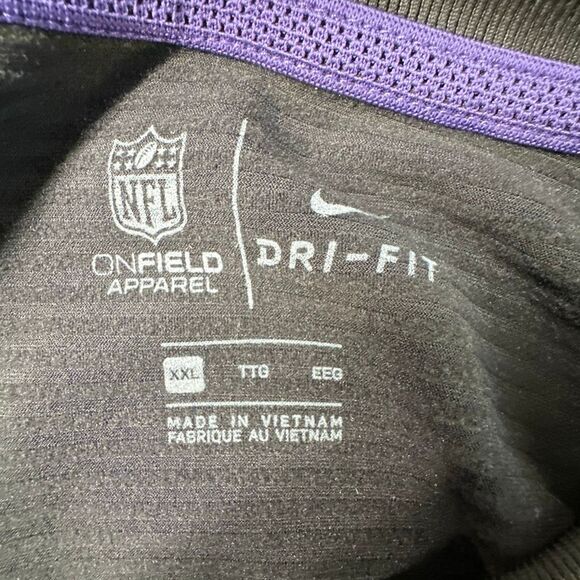 NFL
ONFIELD
APPAREL
DRI-FIT
XXL TTG EEG
MADE IN VIETNAM
FABRIQUE AU VIETNAM